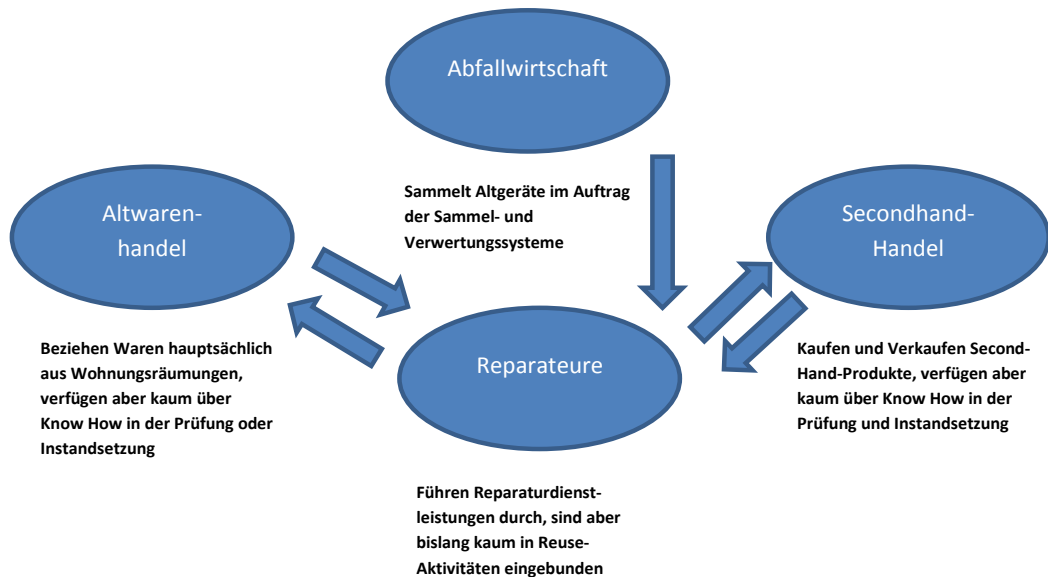 Abfallwirtschaft
Sammelt Altgeräte im Auftrag
der Sammel- und
Verwertungssysteme
Altwaren-
handel
Beziehen Waren hauptsächlich
aus Wohnungsräumungen,
verfügen aber kaum über
Know How in der Prüfung oder
Instandsetzung
Secondhand-
Handel
Kaufen und Verkaufen Second-
Hand-Produkte, verfügen aber
kaum über Know How in der
Prüfung und Instandsetzung
Reparateure
Führen Reparaturdienst-
leistungen durch, sind aber
bislang kaum in Reuse-
Aktivitäten eingebunden